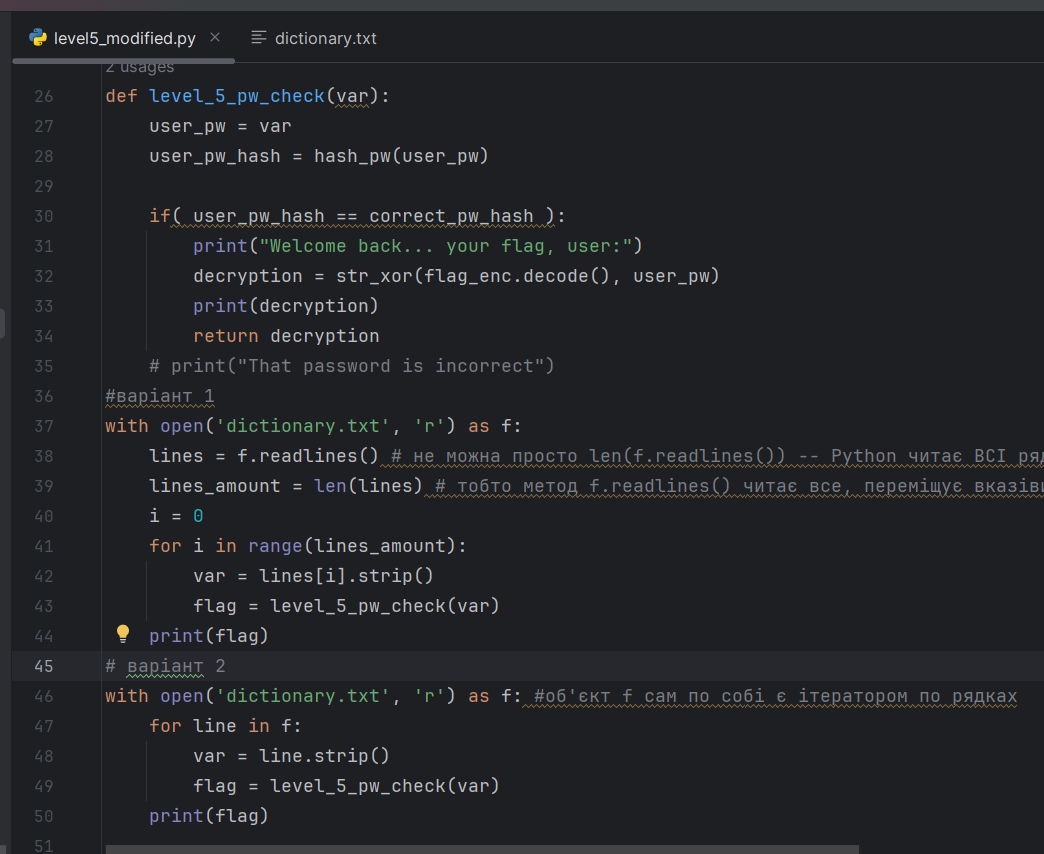 level5_modified.py × dictionary.txt
2 usages
26 def level_5_pw_check(var):
27 user_pw = var
28 user_pw_hash = hash_pw(user_pw)
29
30 if( user_pw_hash == correct_pw_hash ):
31 print("Welcome back... your flag, user:")
32 decryption = str_xor(flag_enc.decode(), user_pw)
33 print(decryption)
34 return decryption
35 # print("That password is incorrect")
36 #варіант 1
37 with open('dictionary.txt', 'r') as f:
38 lines = f.readlines() # не можна просто len(f.readlines()) -- Python читає ВСІ
39 lines_amount = len(lines) # тобто метод f.readlines() читає все, переміщує
40 i = 0
41 for i in range(lines_amount):
42 var = lines[i].strip()
43 flag = level_5_pw_check(var)
44 print(flag)
45 # варіант 2
46 with open('dictionary.txt', 'r') as f: #об'єкт f сам по собі є ітератором по рядках
47 for line in f:
48 var = line.strip()
49 flag = level_5_pw_check(var)
50 print(flag)
51